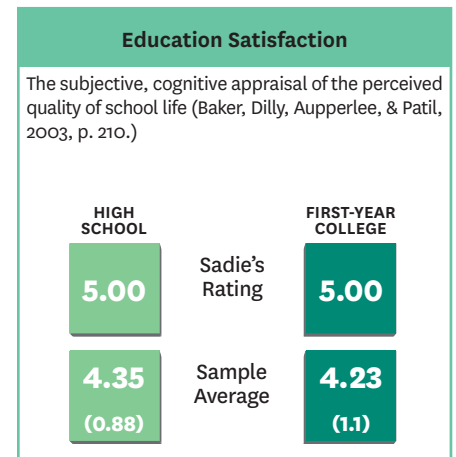 Education Satisfaction
The subjective, cognitive appraisal of the perceived
quality of school life (Baker, Dilly, Aupperlee, & Patil,
2003, p. 210.)
HIGH
SCHOOL
FIRST-YEAR
COLLEGE
5.00
Sadie's
Rating
5.00
4.35
(0.88)
Sample
Average
4.23
(1.1)